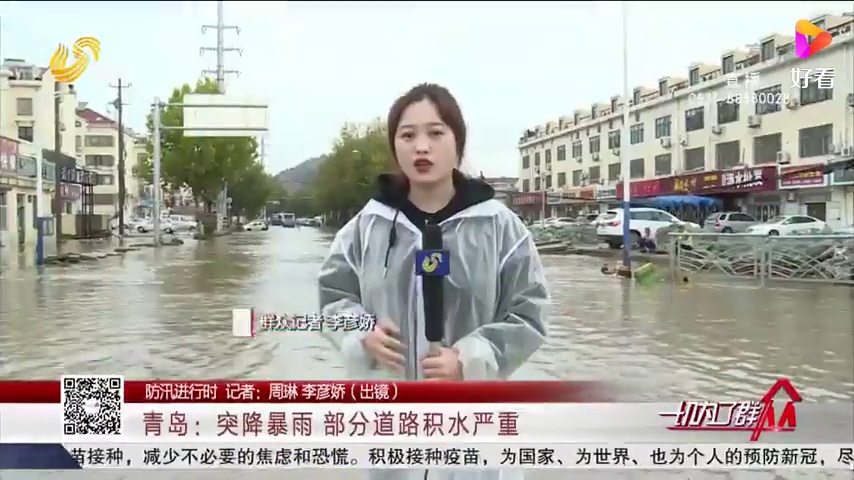 直播
好看
群众记者 李彦娇
防汛进行时 记者：周琳 李彦娇（出镜）
青岛：突降暴雨 部分道路积水严重
一切为了群众
苗接种，减少不必要的焦虑和恐慌。积极接种疫苗，为国家、为世界、也为个人的预防新冠，尽